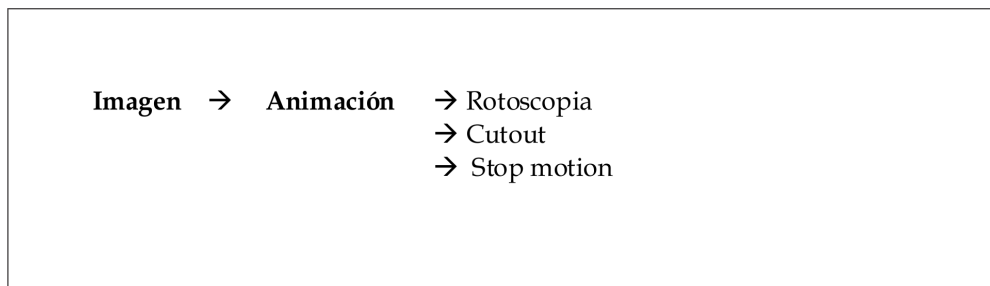 Imagen → Animación → Rotoscopia
→ Cutout
→ Stop motion